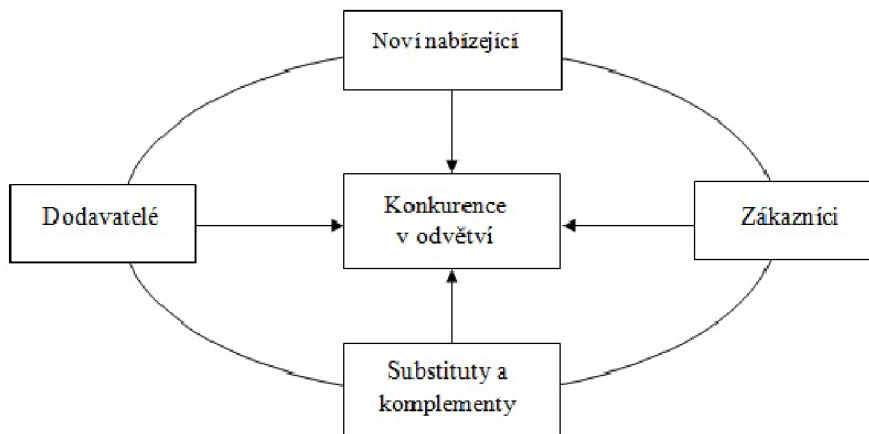 Noví nabízející
Dodavatelé
Konkurence
v odvětví
Zákazníci
Substituty a
komplementy